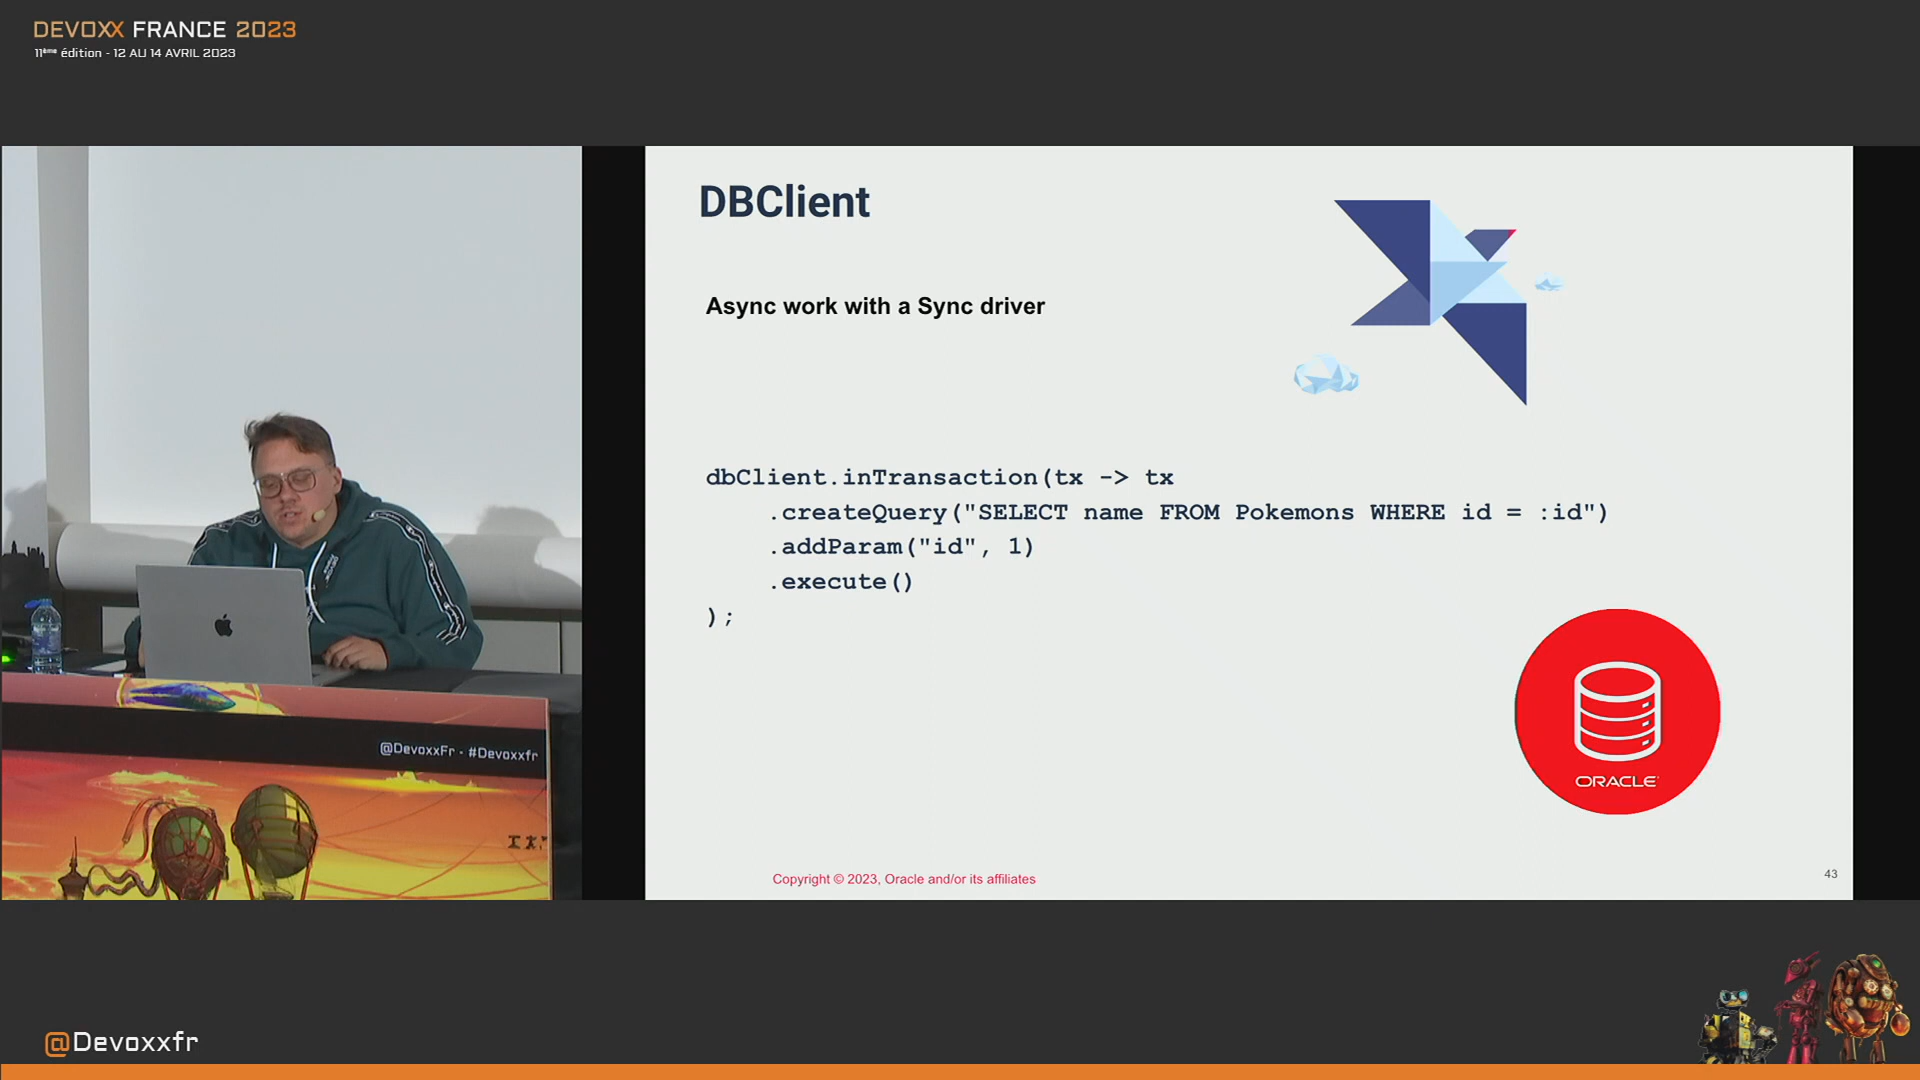 DEVOXX FRANCE 2023
11ème édition - 12 AU 14 AVRIL 2023
DBClient
Async work with a Sync driver
dbClient.inTransaction(tx -> tx
.createQuery("SELECT name FROM Pokemons WHERE id = :id")
.addParam("id", 1)
.execute()
);
ORACLE
@DevoxxFr - #Devoxxfr
Copyright © 2023, Oracle and/or its affiliates
43
@Devoxxfr